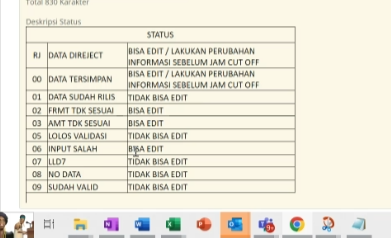 Total 830 Karakter
Deskripsi Status
STATUS
RJ DATA DIREJECT BISA EDIT / LAKUKAN PERUBAHAN
INFORMASI SEBELUM JAM CUT OFF
00 DATA TERSIMPAN BISA EDIT / LAKUKAN PERUBAHAN
INFORMASI SEBELUM JAM CUT OFF
01 DATA SUDAH RILIS TIDAK BISA EDIT
02 FRMT TDK SESUAI BISA EDIT
03 AMT TDK SESUAI BISA EDIT
05 LOLOS VALIDASI TIDAK BISA EDIT
06 INPUT SALAH BISA EDIT
07 LLD7 TIDAK BISA EDIT
08 NO DATA TIDAK BISA EDIT
09 SUDAH VALID TIDAK BISA EDIT